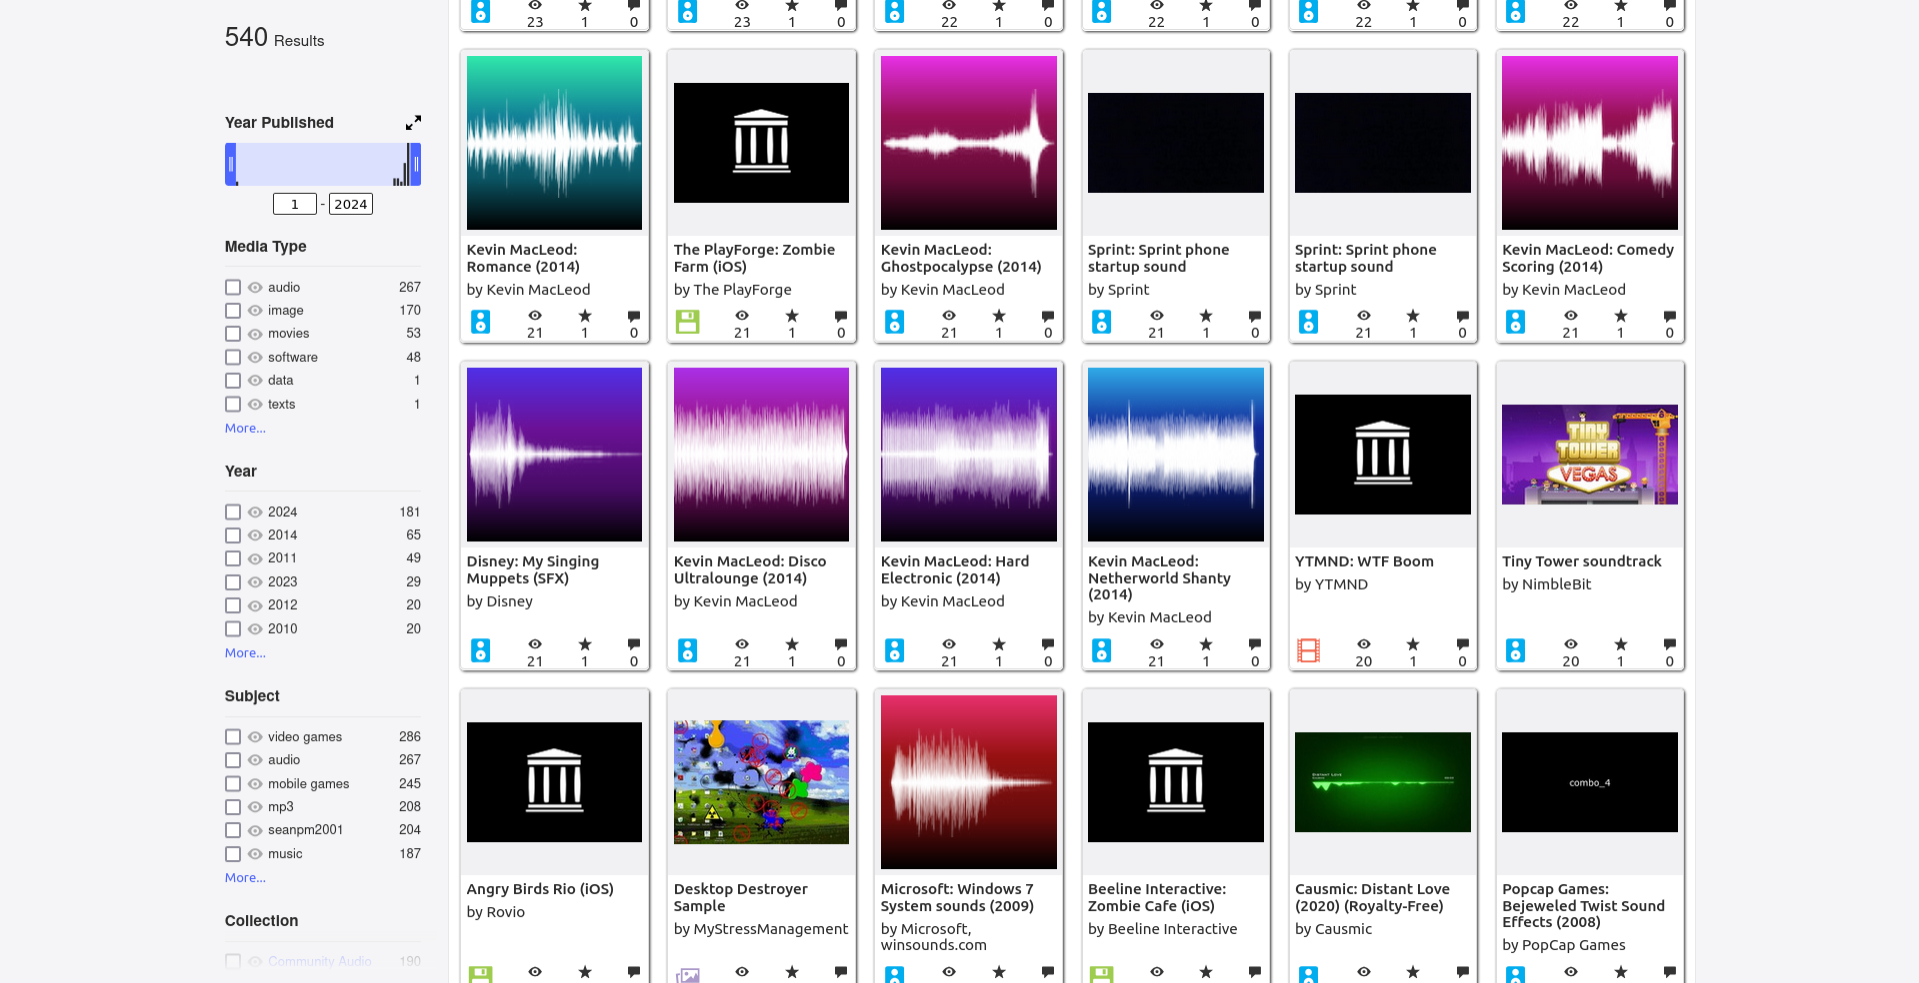 540 Results
Year Published
1 - 2024
Media Type
audio 267
image 170
movies 53
software 48
data 1
texts 1
More...
Year
2024 181
2014 65
2011 49
2023 29
2012 20
2010 20
More...
Subject
video games 286
audio 267
mobile games 245
mp3 208
seanpm2001 204
music 187
More...
Collection
Community Audio 190
23 1 0
23 1 0
22 1 0
22 1 0
22 1 0
22 1 0
Kevin MacLeod:
Romance (2014)
by Kevin MacLeod
21 1 0
The PlayForge: Zombie
Farm (iOS)
by The PlayForge
21 1 0
Kevin MacLeod:
Ghostpocalypse (2014)
by Kevin MacLeod
21 1 0
Sprint: Sprint phone
startup sound
by Sprint
21 1 0
Sprint: Sprint phone
startup sound
by Sprint
21 1 0
Kevin MacLeod: Comedy
Scoring (2014)
by Kevin MacLeod
21 1 0
Disney: My Singing
Muppets (SFX)
by Disney
21 1 0
Kevin MacLeod: Disco
Ultralounge (2014)
by Kevin MacLeod
21 1 0
Kevin MacLeod: Hard
Electronic (2014)
by Kevin MacLeod
21 1 0
Kevin MacLeod:
Netherworld Shanty
(2014)
by Kevin MacLeod
21 1 0
YTMND: WTF Boom
by YTMND
20 1 0
TINY
TOWER
VEGAS
Tiny Tower soundtrack
by NimbleBit
20 1 0
Angry Birds Rio (iOS)
by Rovio
Desktop Destroyer
Sample
by MyStressManagement
Microsoft: Windows 7
System sounds (2009)
by Microsoft,
winsounds.com
Beeline Interactive:
Zombie Cafe (iOS)
by Beeline Interactive
Distant Love
Causmic: Distant Love
(2020) (Royalty-Free)
by Causmic
combo_4
Popcap Games:
Bejeweled Twist Sound
Effects (2008)
by PopCap Games